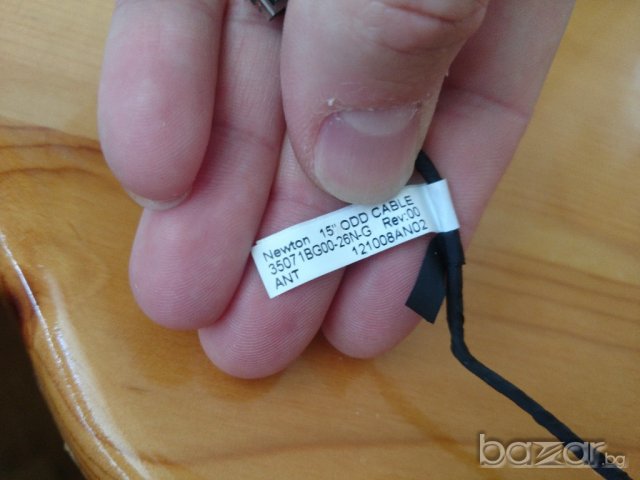 Newton 15" ODD CABLE
35071BG00-26N-G Rev:00
ANT 121008AN02
bazar.bg